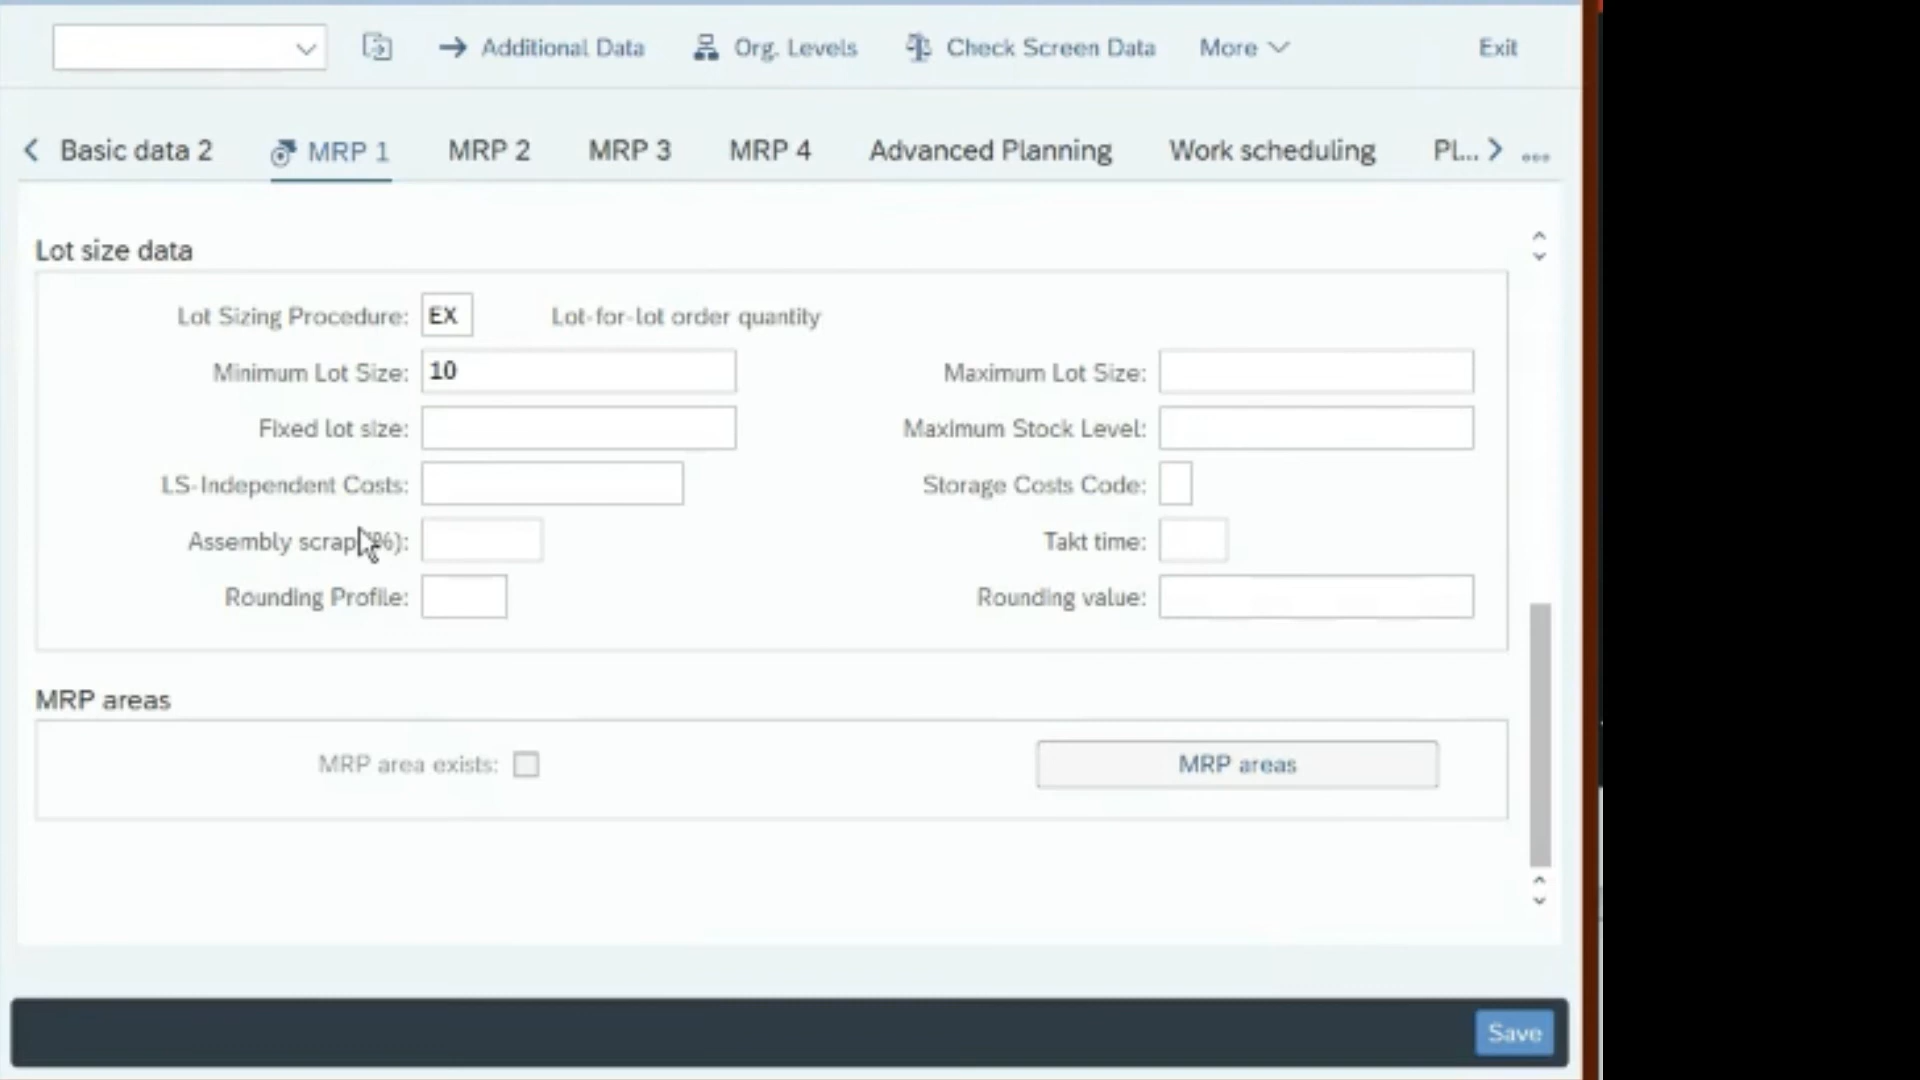 Additional Data Org. Levels Check Screen Data More Exit
Basic data 2 MRP 1 MRP 2 MRP 3 MRP 4 Advanced Planning Work scheduling Pl...
Lot size data
Lot Sizing Procedure: EX Lot-for-lot order quantity
Minimum Lot Size: 10 Maximum Lot Size:
Fixed lot size: Maximum Stock Level:
LS-Independent Costs: Storage Costs Code:
Assembly scrap (%): Takt time:
Rounding Profile: Rounding value:
MRP areas
MRP area exists: MRP areas
Save